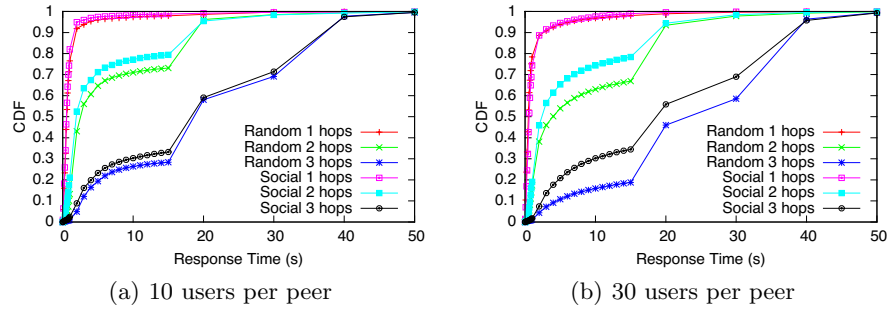 1
0.9
0.8
0.7
0.6
0.5
0.4
0.3
0.2
0.1
0
CDF
Random 1 hops
Random 2 hops
Random 3 hops
Social 1 hops
Social 2 hops
Social 3 hops
0 10 20 30 40 50
Response Time (s)
(a) 10 users per peer
1
0.9
0.8
0.7
0.6
0.5
0.4
0.3
0.2
0.1
0
CDF
Random 1 hops
Random 2 hops
Random 3 hops
Social 1 hops
Social 2 hops
Social 3 hops
0 10 20 30 40 50
Response Time (s)
(b) 30 users per peer